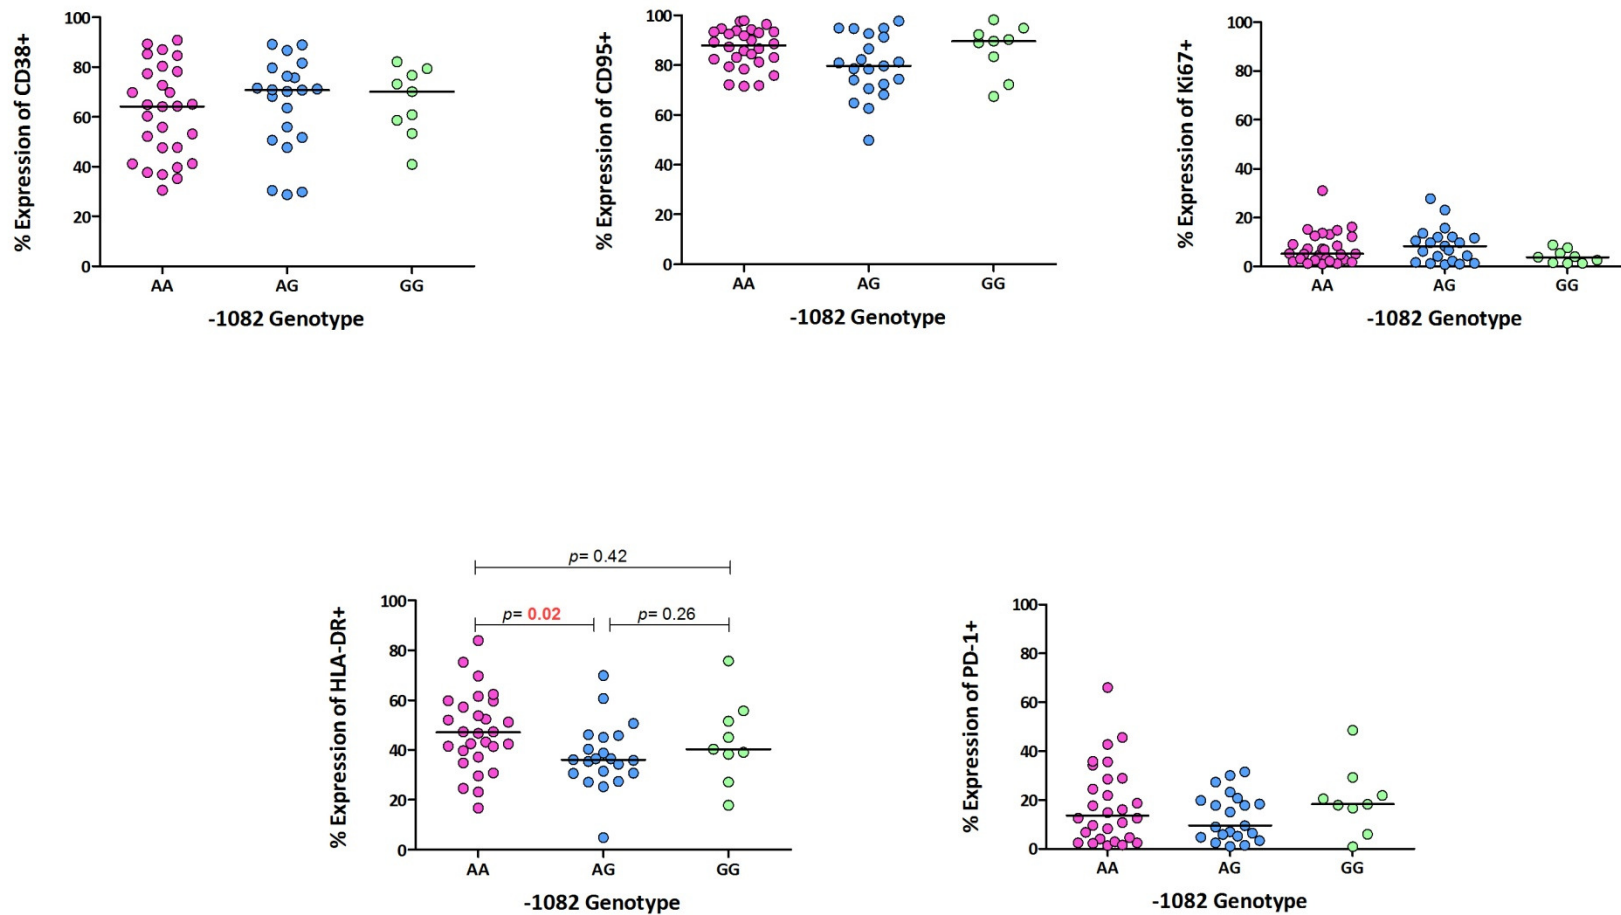 % Expression of CD38+
100
80
60
40
20
0
AA AG GG
-1082 Genotype
% Expression of CD95+
100
80
60
40
20
0
AA AG GG
-1082 Genotype
% Expression of Ki67+
100
80
60
40
20
0
AA AG GG
-1082 Genotype
% Expression of HLA-DR+
p= 0.42
p= 0.02 p= 0.26
100
80
60
40
20
0
AA AG GG
-1082 Genotype
% Expression of PD-1+
100
80
60
40
20
0
AA AG GG
-1082 Genotype